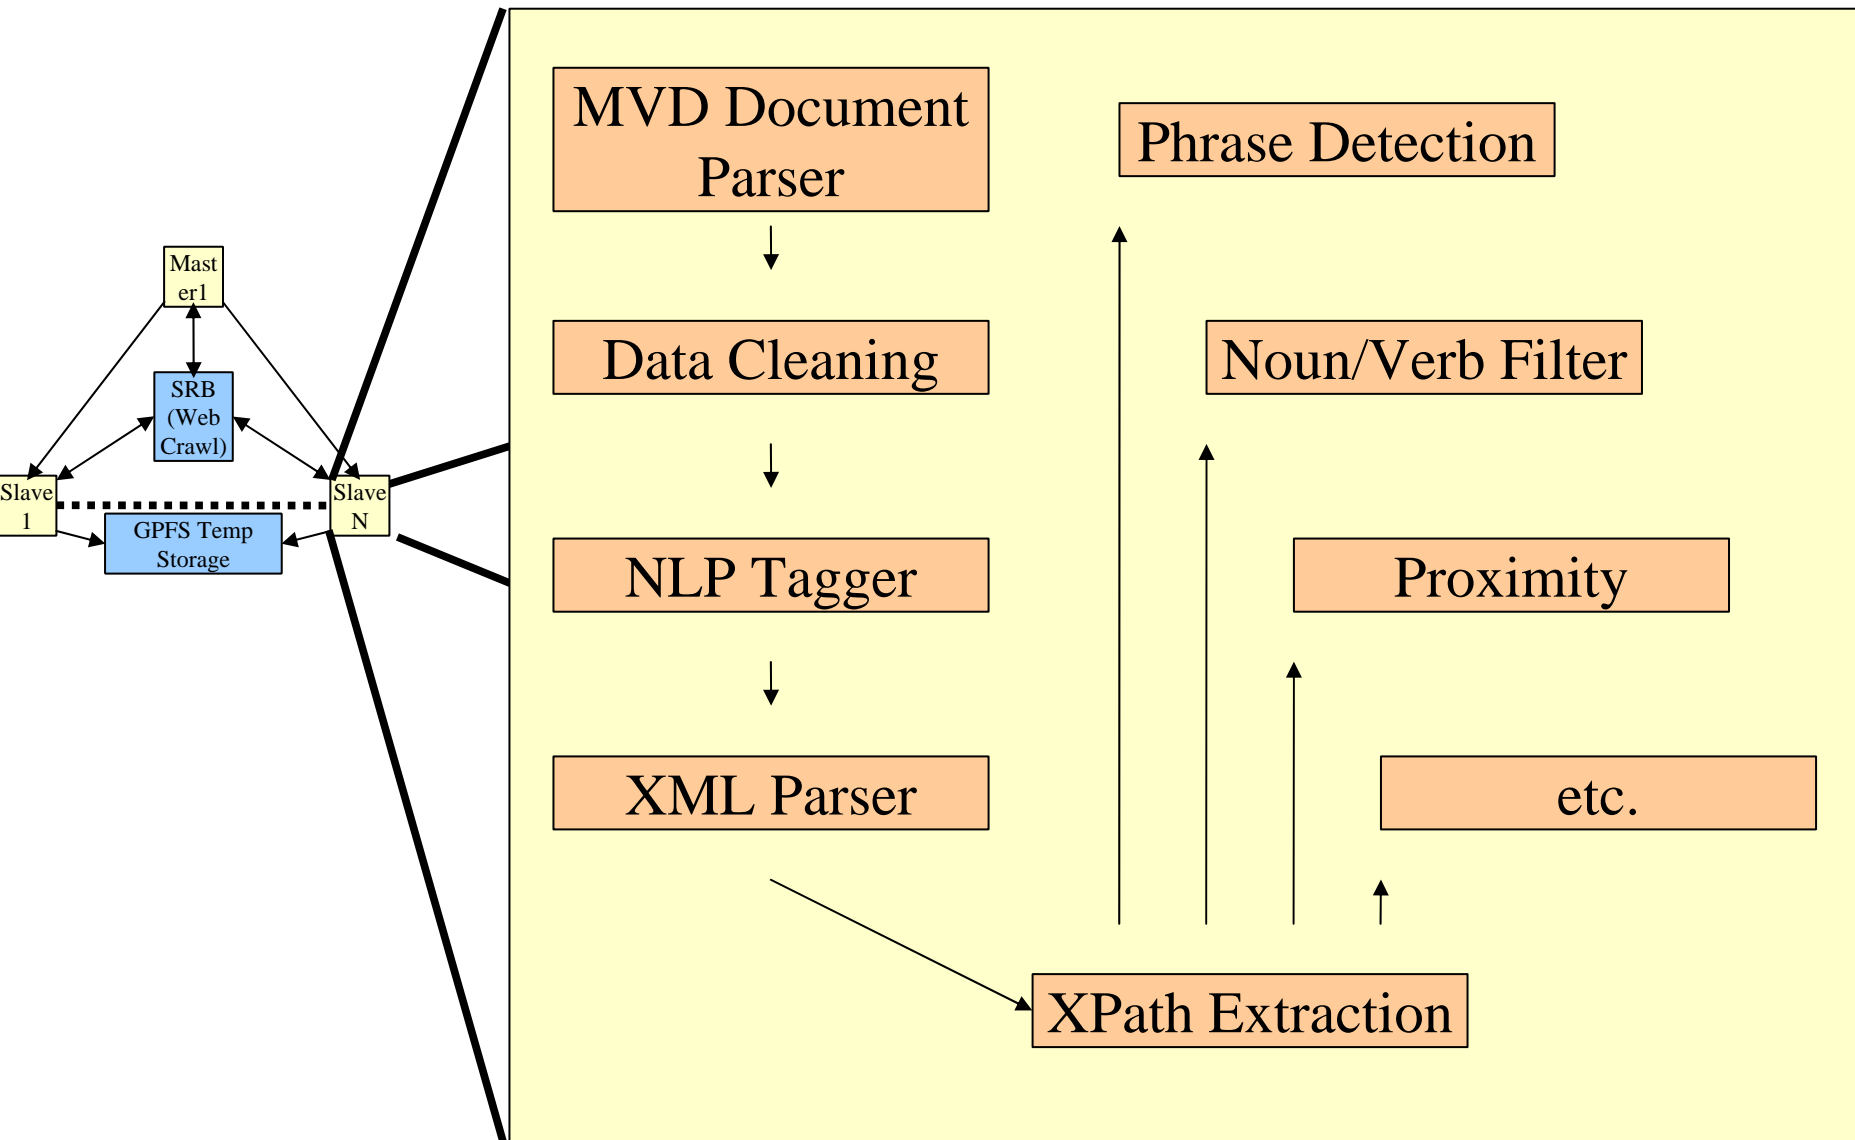 Mast
er1
SRB
(Web
Crawl)
Slave
1
Slave
N
GPFS Temp
Storage
MVD Document
Parser
Data Cleaning
NLP Tagger
XML Parser
XPath Extraction
Phrase Detection
Noun/Verb Filter
Proximity
etc.